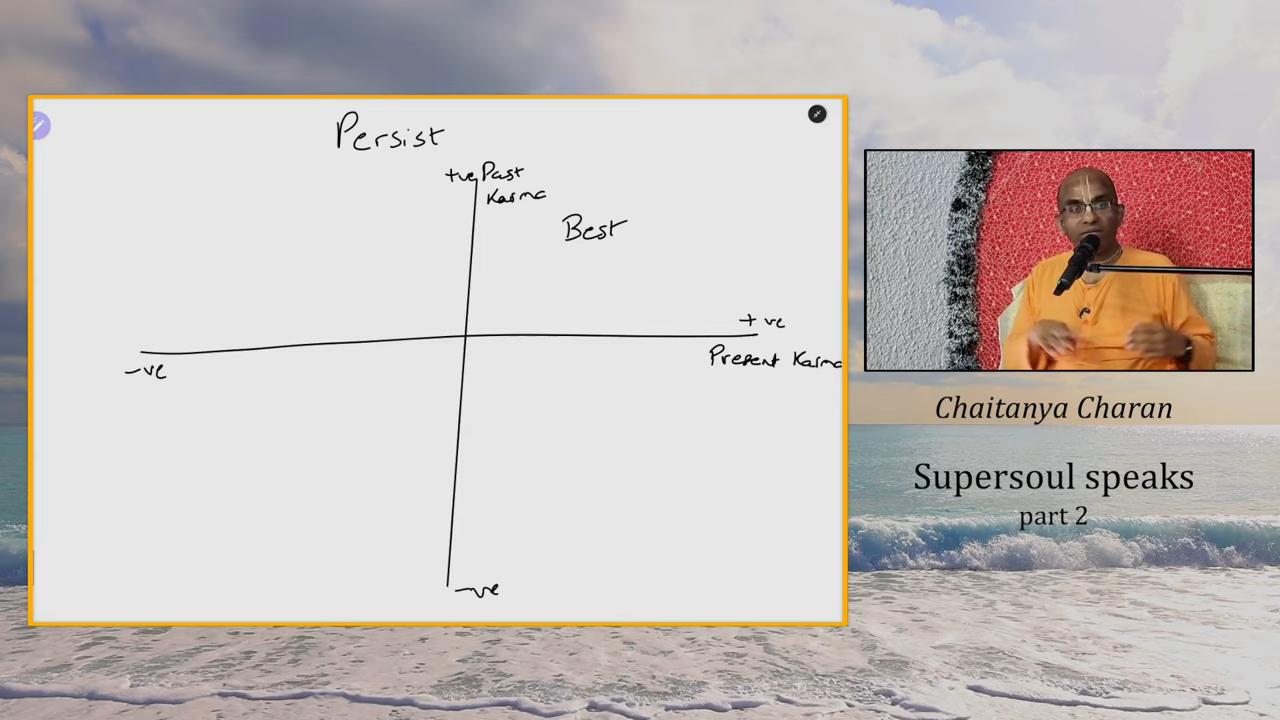 Persist
+ve Past
Karma
Best
+ ve
Present Karma
-ve
-ve
Chaitanya Charan
Supersoul speaks
part 2